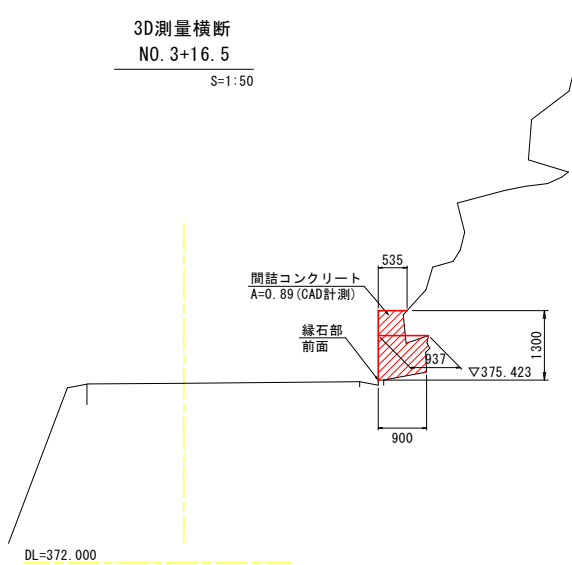 3D測量横断
NO.3+16.5
S=1:50
535
間詰コンクリート
A=0.89(CAD計測)
縁石部
前面
937
1300
▽375.423
900
DL=372.000